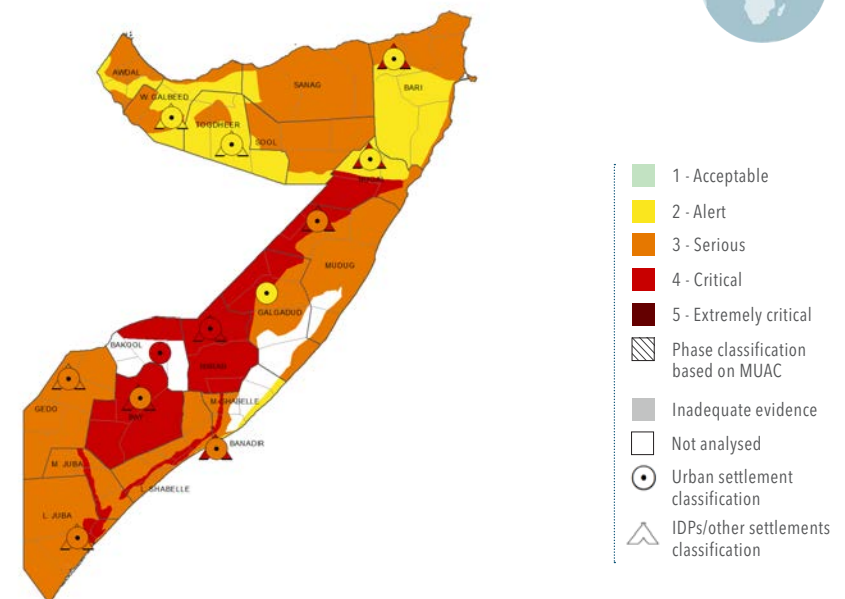 AWDAL
W. GALBEED
TOGDHEER
SOOL
SANAG
BARI
MUDUG
GALGADUD
BAKOOL
M. SHABELLE
BANADIR
GEDO
M. JUBA
L. SHABELLE
L. JUBA
1 - Acceptable
2 - Alert
3 - Serious
4 - Critical
5 - Extremely critical
Phase classification
based on MUAC
Inadequate evidence
Not analysed
Urban settlement
classification
IDPs/other settlements
classification